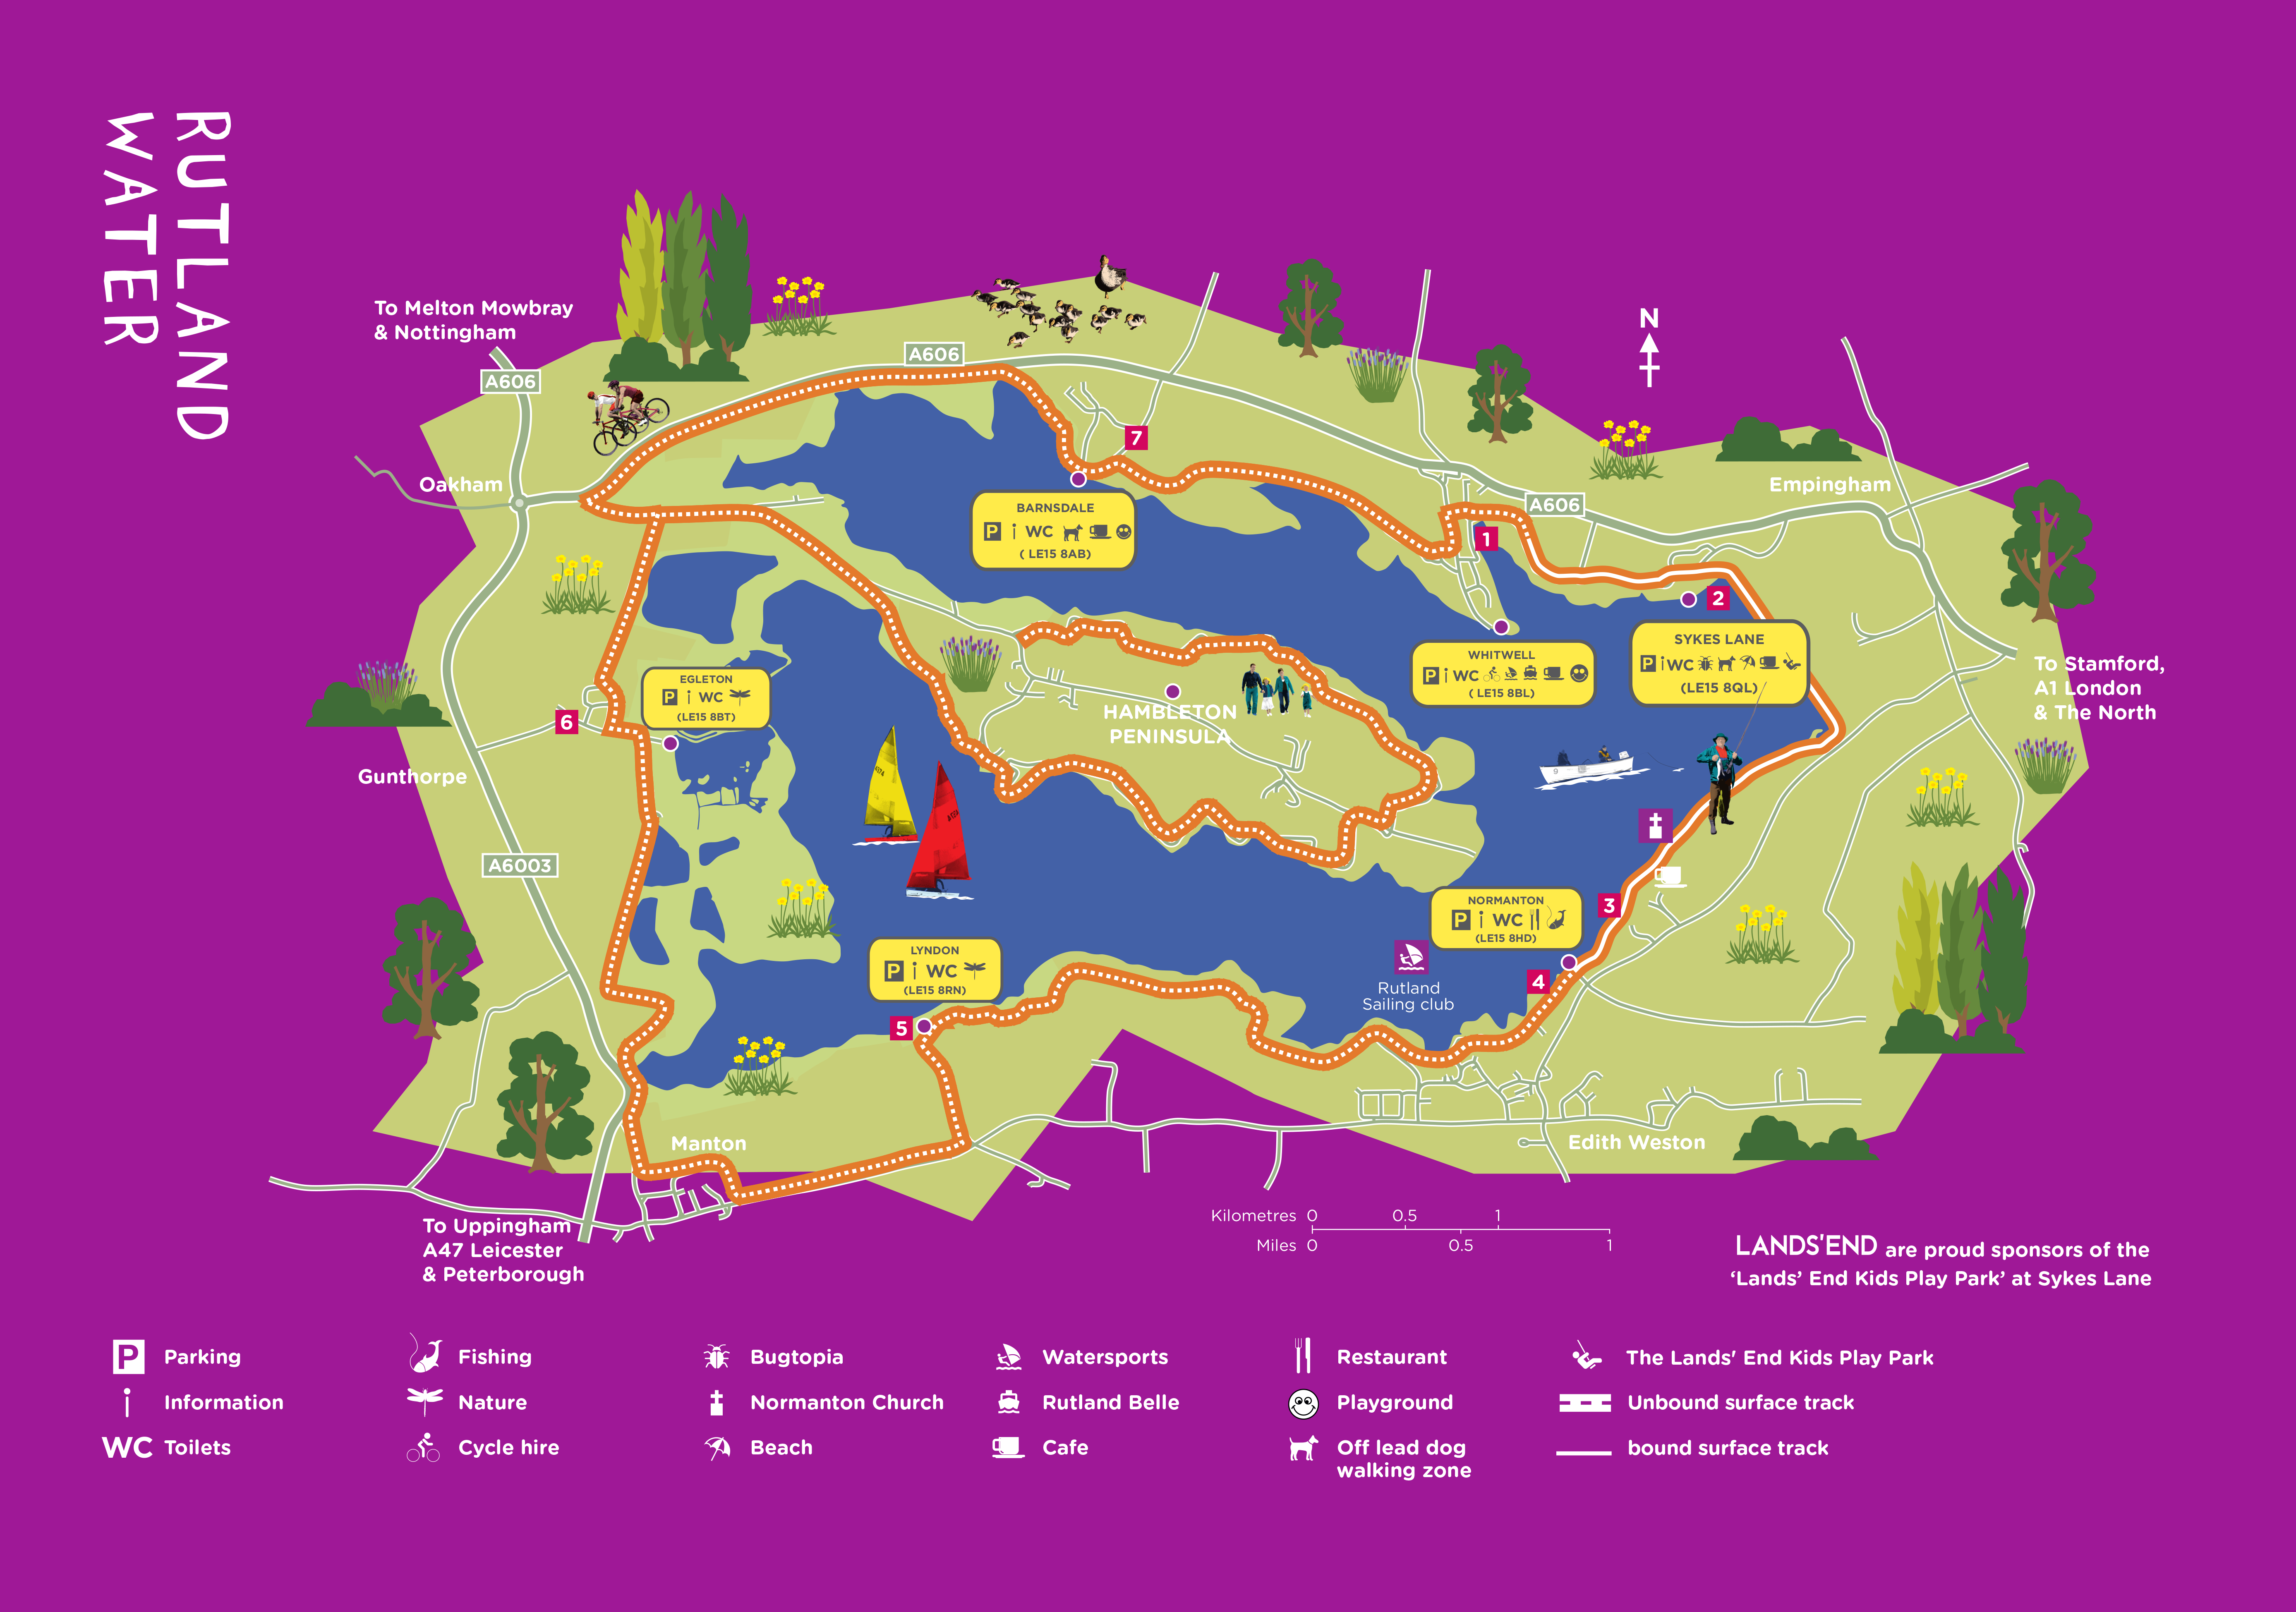 RUTLAND
WATER
To Melton Mowbray
& Nottingham
A606
A606
N
Oakham
7
BARNSDALE
P i WC
( LE15 8AB)
A606
Empingham
1
2
WHITWELL
P i WC
( LE15 8BL)
SYKES LANE
P i WC
(LE15 8QL)
To Stamford,
A1 London
& The North
EGLETON
P i WC
(LE15 8BT)
6
HAMBLETON
PENINSULA
Gunthorpe
A6003
9
3
NORMANTON
P i WC
(LE15 8HD)
LYNDON
P i WC
(LE15 8RN)
4
Rutland
Sailing club
5
Manton
Edith Weston
To Uppingham
A47 Leicester
& Peterborough
Kilometres 0 0.5 1
Miles 0 0.5 1
LANDS'END are proud sponsors of the
‘Lands’ End Kids Play Park’ at Sykes Lane
P Parking
i Information
WC Toilets
Fishing
Nature
Cycle hire
Bugtopia
Normanton Church
Beach
Watersports
Rutland Belle
Cafe
Restaurant
Playground
Off lead dog
walking zone
The Lands' End Kids Play Park
Unbound surface track
bound surface track